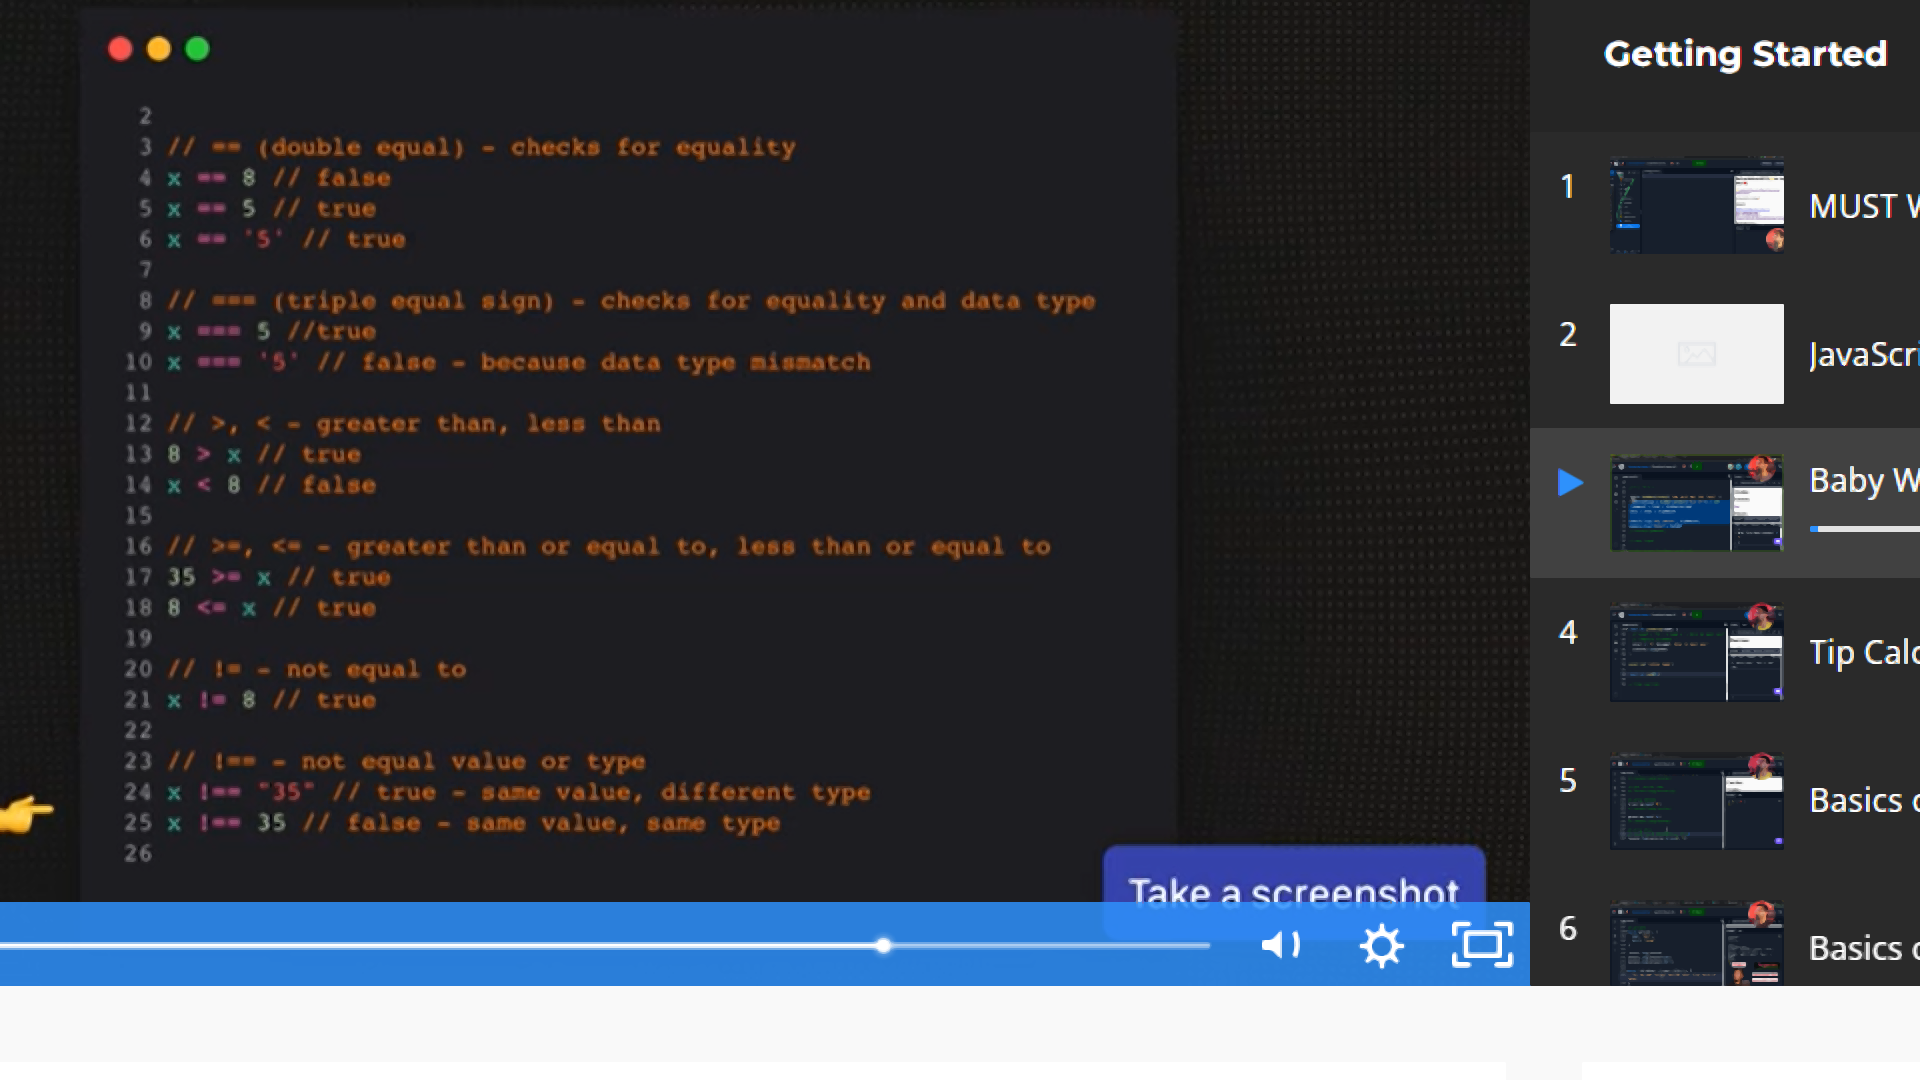 2
3 // == (double equal) - checks for equality
4 x == 8 // false
5 x == 5 // true
6 x == '5' // true
7
8 // === (triple equal sign) - checks for equality and data type
9 x === 5 //true
10 x === '5' // false - because data type mismatch
11
12 // >, < - greater than, less than
13 8 > x // true
14 x < 8 // false
15
16 // >=, <= - greater than or equal to, less than or equal to
17 35 >= x // true
18 8 <= x // true
19
20 // != - not equal to
21 x != 8 // true
22
23 // !== - not equal value or type
24 x !== "35" // true - same value, different type
25 x !== 35 // false - same value, same type
26
Take a screenshot
Getting Started
1 MUST W
2 JavaScri
Baby W
4 Tip Calc
5 Basics o
6 Basics o